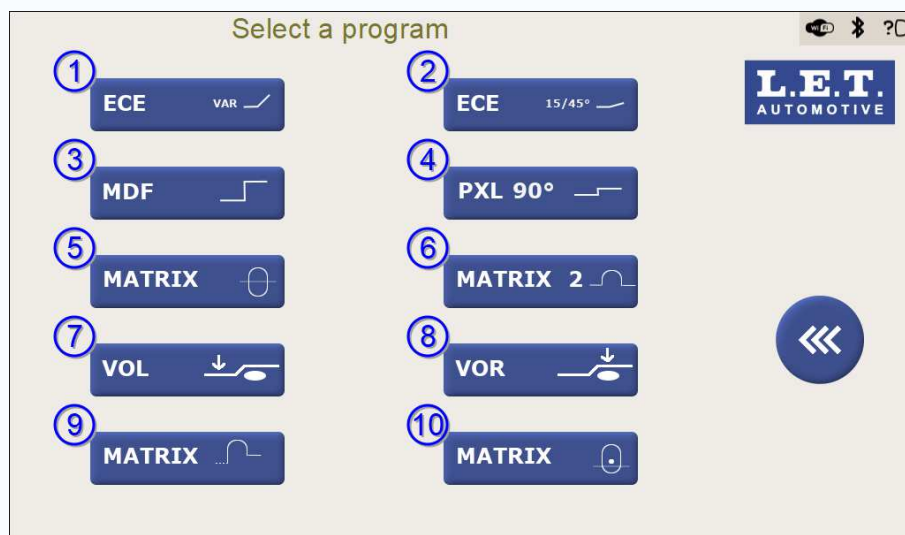 Select a program
WiFi ?
L.E.T.
AUTOMOTIVE
1
2
ECE VAR
ECE 15/45°
3
4
MDF
PXL 90°
5
6
MATRIX
MATRIX 2
7
8
VOL
VOR
9
10
MATRIX
MATRIX